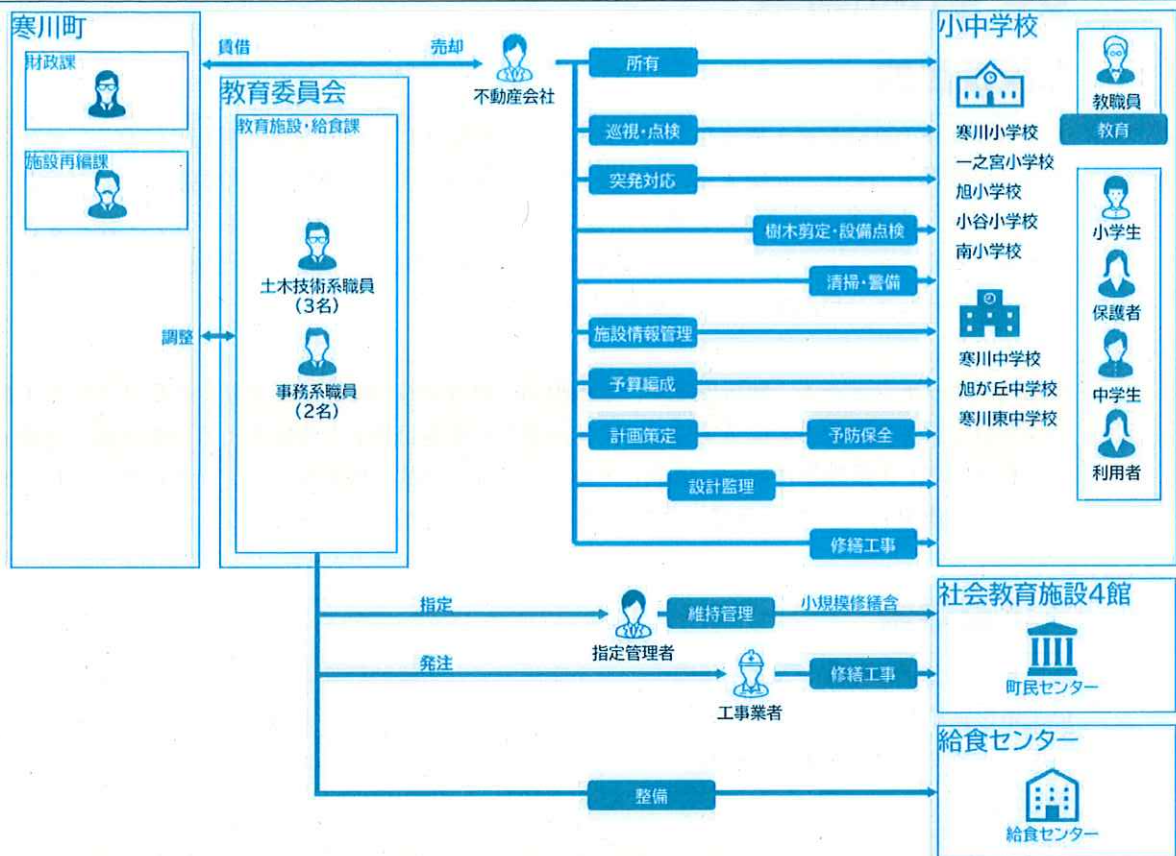 寒川町
財政課
施設再編課
教育委員会
教育施設・給食課
土木技術系職員
(3名)
事務系職員
(2名)
調整
賃借
売却
不動産会社
所有
巡視・点検
突発対応
樹木剪定・設備点検
清掃・警備
施設情報管理
予算編成
計画策定
予防保全
設計監理
修繕工事
小中学校
寒川小学校
一之宮小学校
旭小学校
小谷小学校
南小学校
寒川中学校
旭が丘中学校
寒川東中学校
教職員
教育
小学生
保護者
中学生
利用者
指定
指定管理者
維持管理
小規模修繕含
発注
工事業者
修繕工事
社会教育施設4館
町民センター
整備
給食センター
給食センター